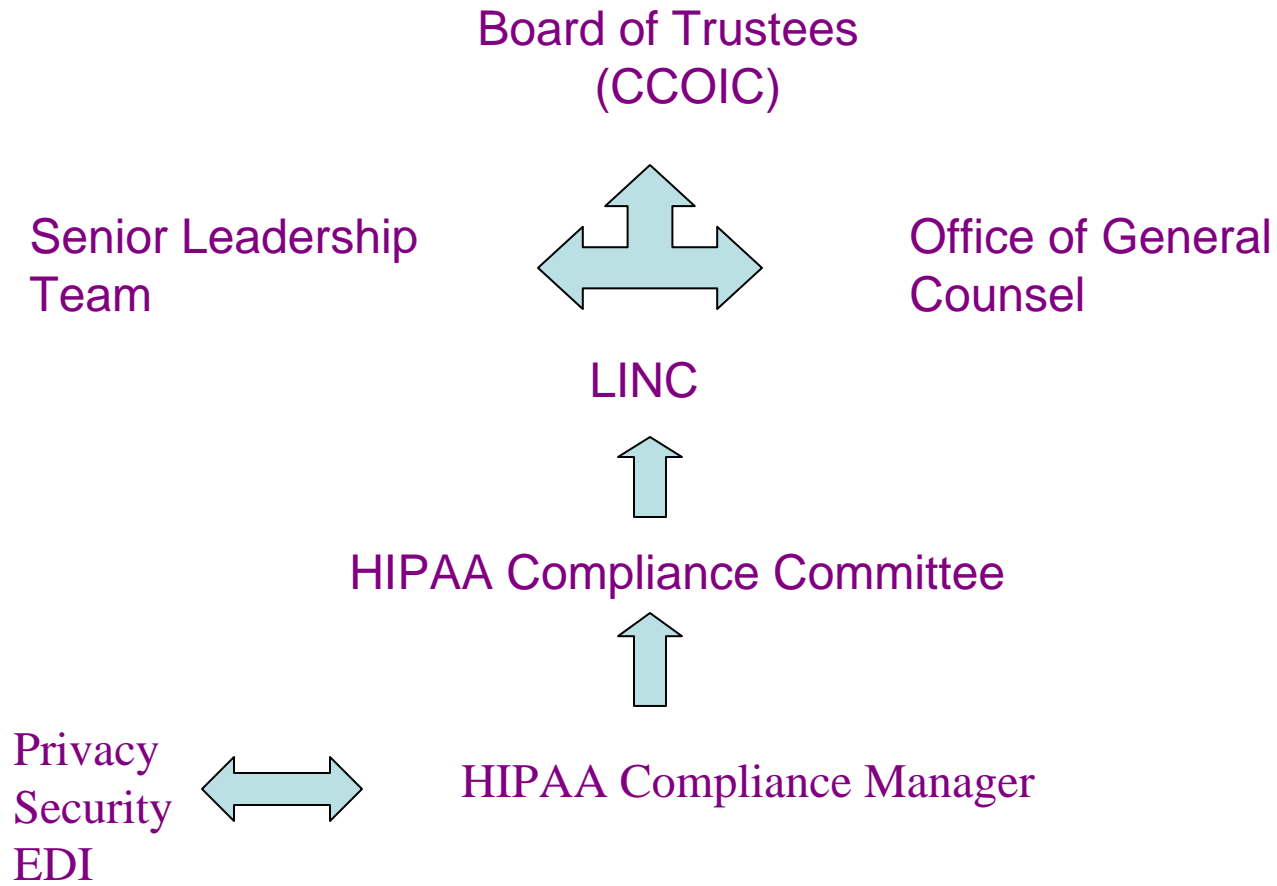 Board of Trustees
(CCOIC)
Senior Leadership
Team
Office of General
Counsel
LINC
HIPAA Compliance Committee
Privacy
Security
EDI
HIPAA Compliance Manager